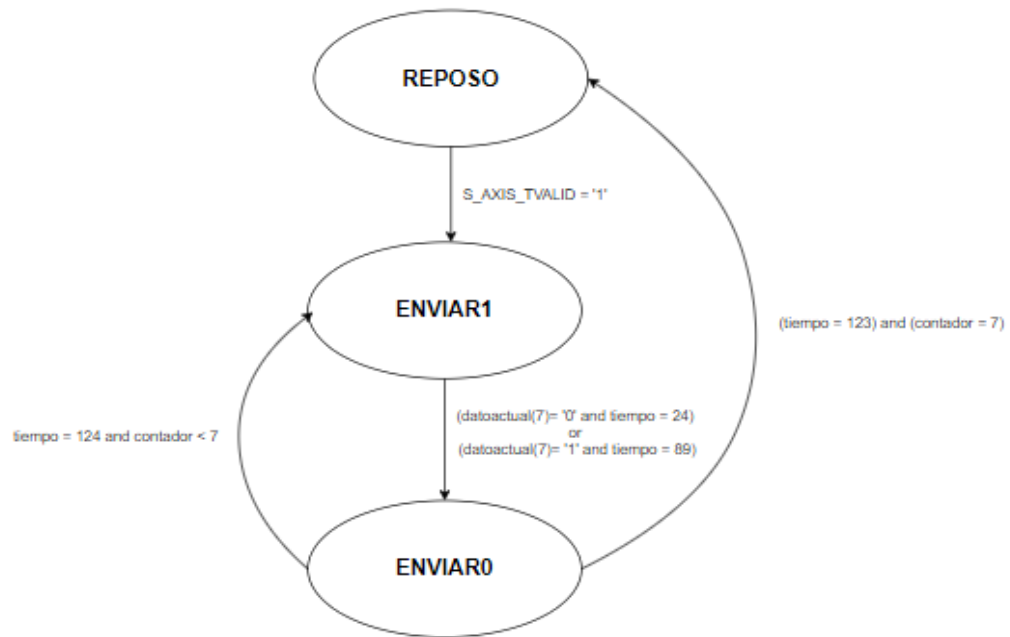 REPOSO
S_AXIS_TVALID = '1'
ENVIAR1
(tiempo = 123) and (contador = 7)
(datoactual(7)= '0' and tiempo = 24)
or
(datoactual(7)= '1' and tiempo = 89)
tiempo = 124 and contador < 7
ENVIAR0